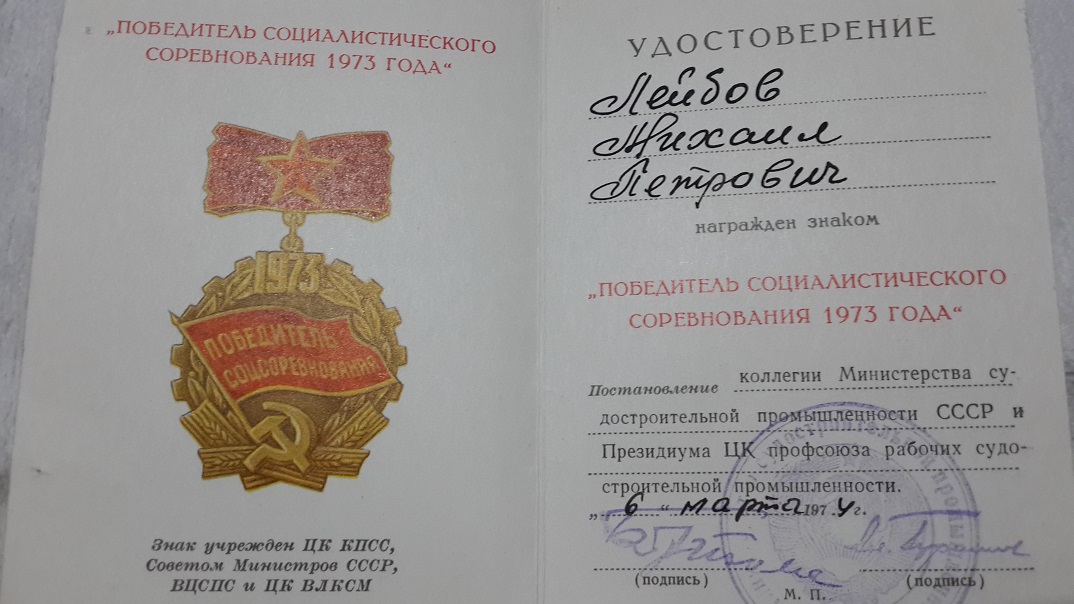 „ПОБЕДИТЕЛЬ СОЦИАЛИСТИЧЕСКОГО
СОРЕВНОВАНИЯ 1973 ГОДА“
1973
ПОБЕДИТЕЛЬ
СОЦСОРЕВНОВАНИЯ
Знак учрежден ЦК КПСС,
Советом Министров СССР,
ВЦСПС и ЦК ВЛКСМ
УДОСТОВЕРЕНИЕ
Лейбов
Михаил
Петрович
награжден знаком
„ПОБЕДИТЕЛЬ СОЦИАЛИСТИЧЕСКОГО
СОРЕВНОВАНИЯ 1973 ГОДА“
Постановление коллегии Министерства су-
достроительной промышленности СССР и
Президиума ЦК профсоюза рабочих судо-
строительной промышленности.
„6“ марта 1974 г.
(подпись) (подпись)
М. П.